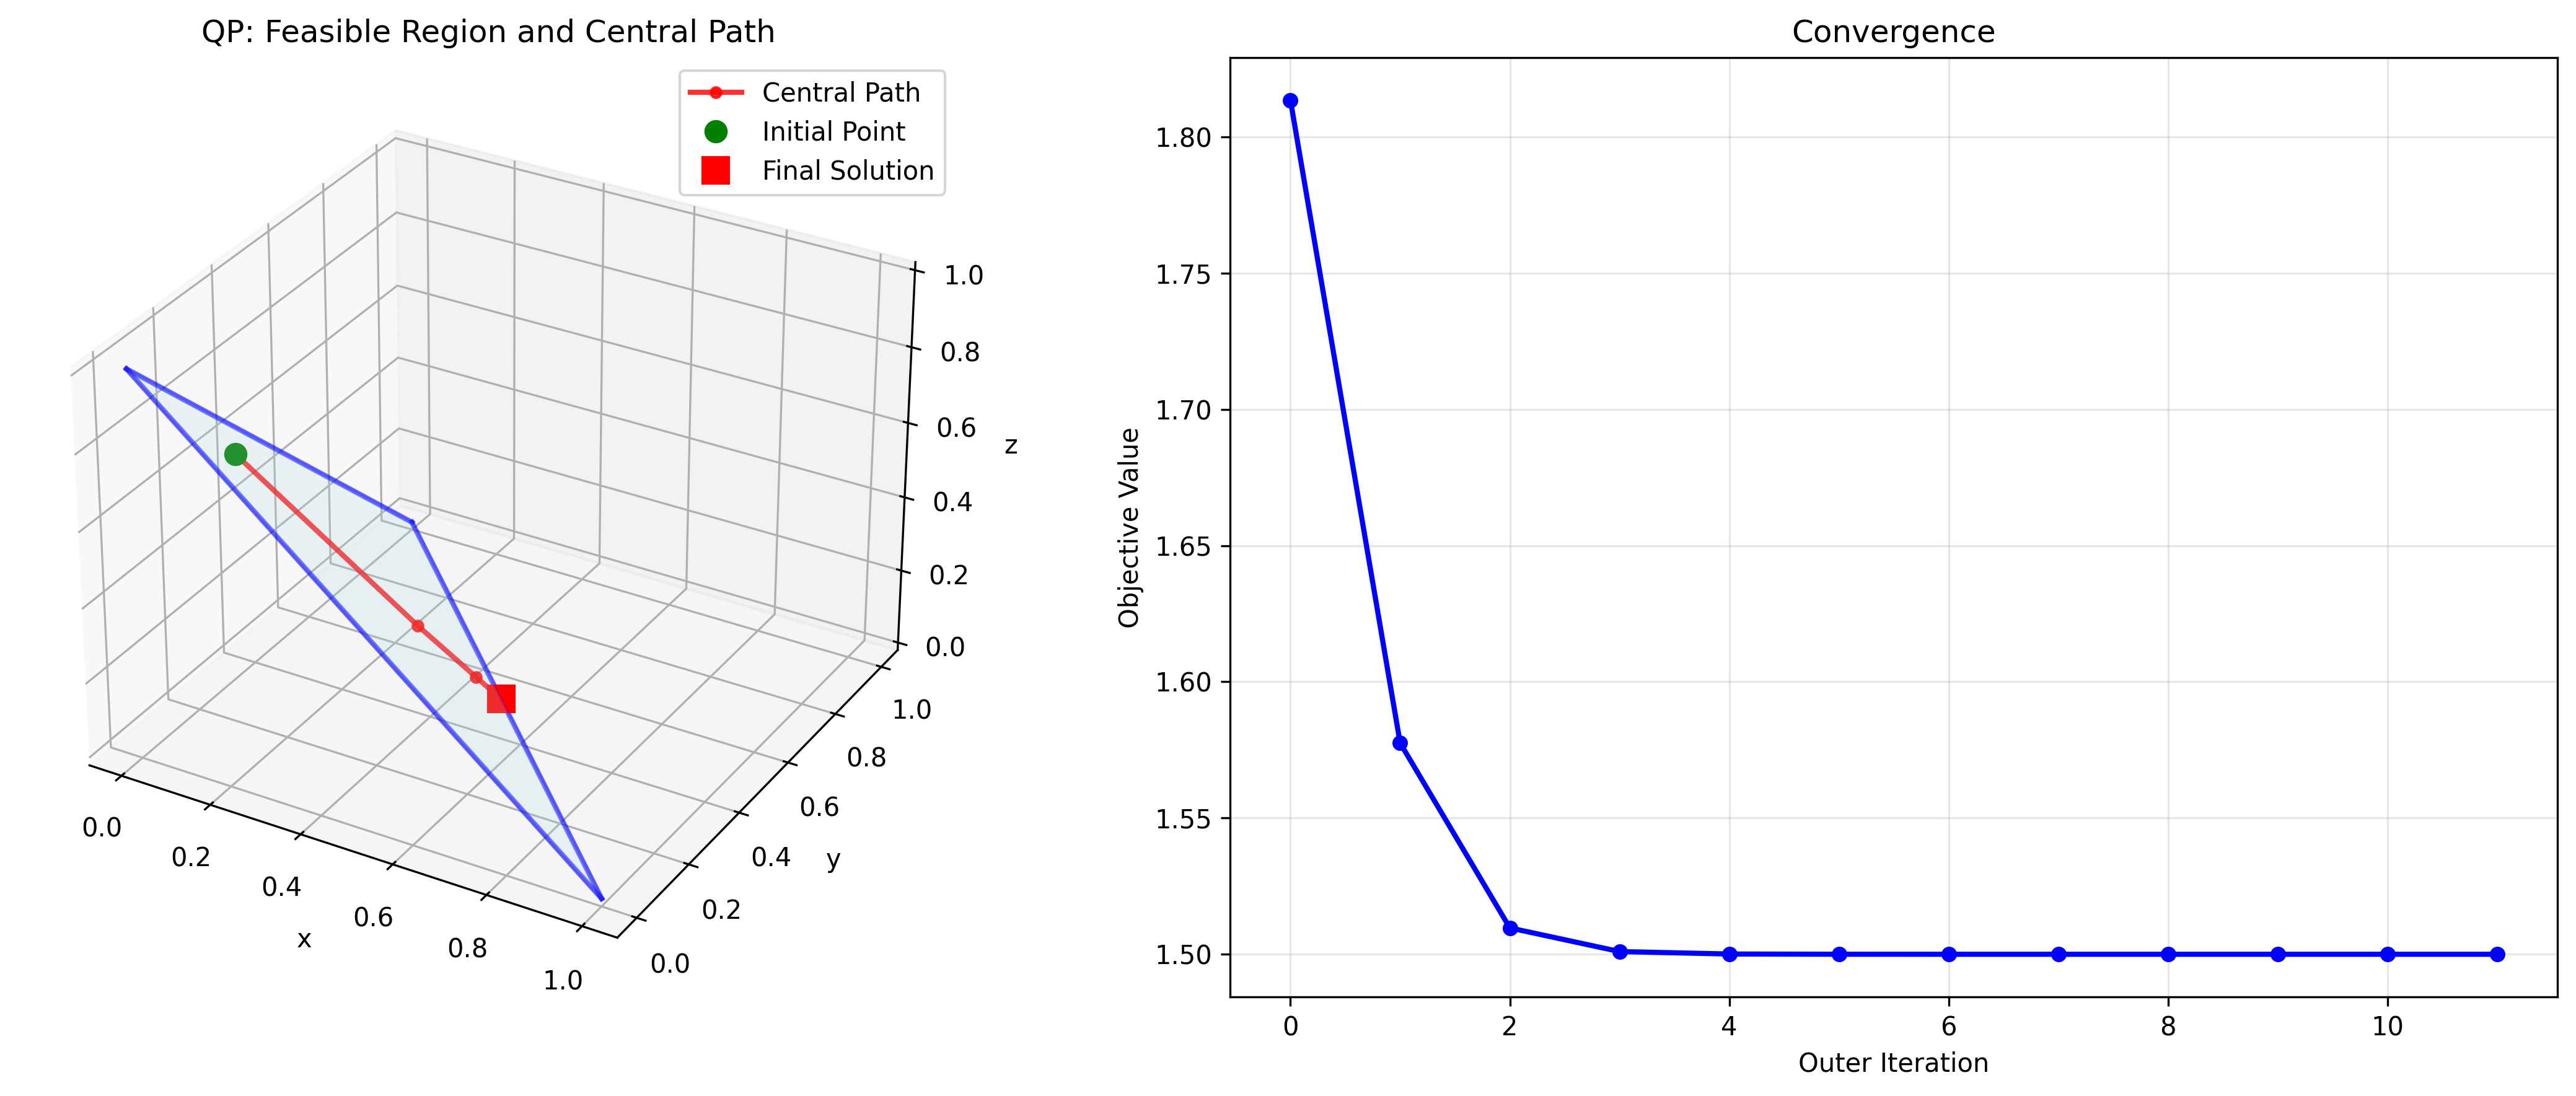 QP: Feasible Region and Central Path
Central Path
Initial Point
Final Solution
1.0
0.8
0.6
z
0.4
0.2
0.0
1.0
0.8
0.6
0.4
y
0.2
0.0
0.0
0.2
0.4
0.6
x
0.8
1.0
Convergence
Objective Value
1.80
1.75
1.70
1.65
1.60
1.55
1.50
0 2 4 6 8 10
Outer Iteration